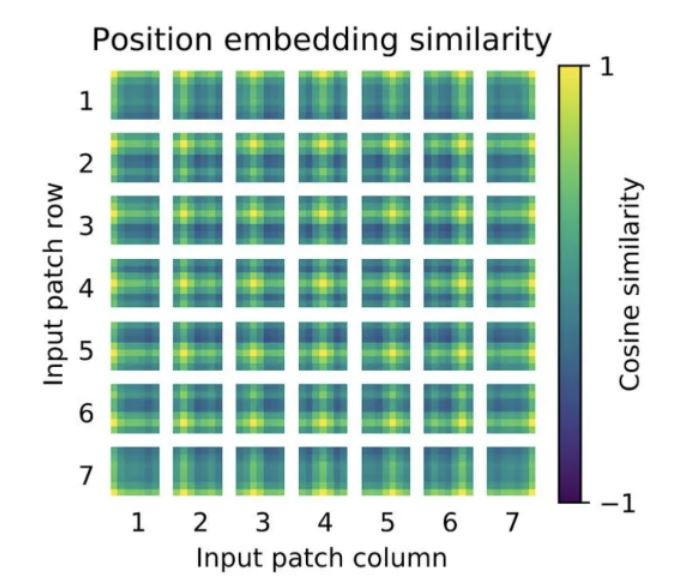 Position embedding similarity
1
2
3
4
5
6
7
Input patch row
1 2 3 4 5 6 7
Input patch column
1
−1
Cosine similarity